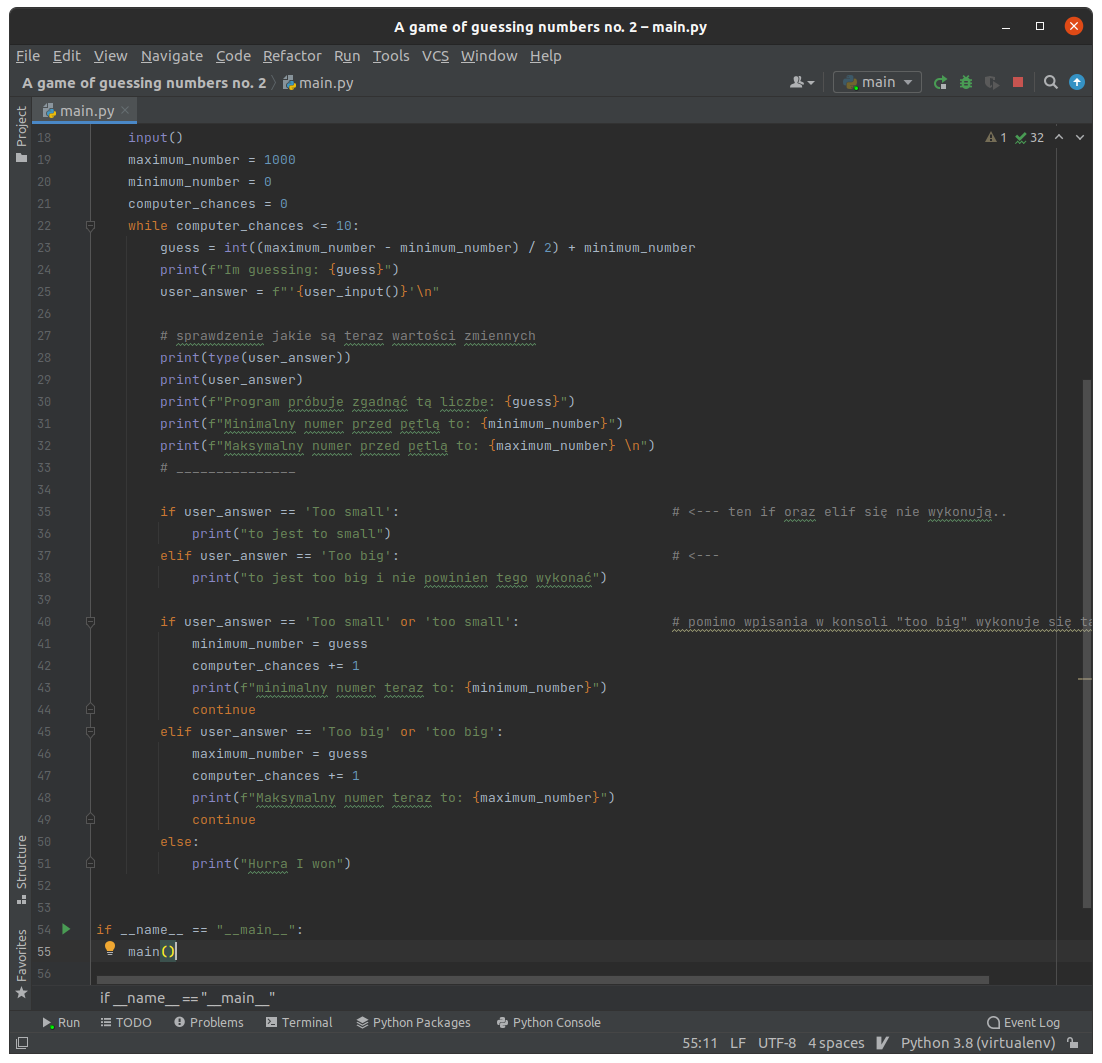 A game of guessing numbers no. 2 – main.py
File Edit View Navigate Code Refactor Run Tools VCS Window Help
A game of guessing numbers no. 2 main.py main
Project
main.py
1 32
18 input()
19 maximum_number = 1000
20 minimum_number = 0
21 computer_chances = 0
22 while computer_chances <= 10:
23 guess = int((maximum_number - minimum_number) / 2) + minimum_number
24 print(f"Im guessing: {guess}")
25 user_answer = f"'{user_input()}'\n"
26
27 # sprawdzenie jakie są teraz wartości zmiennych
28 print(type(user_answer))
29 print(user_answer)
30 print(f"Program próbuje zgadnąć tą liczbe: {guess}")
31 print(f"Minimalny numer przed pętlą to: {minimum_number}")
32 print(f"Maksymalny numer przed pętlą to: {maximum_number} \n")
33 # _______________
34
35 if user_answer == 'Too small': # <--- ten if oraz elif się nie wykonują..
36 print("to jest to small")
37 elif user_answer == 'Too big': # <---
38 print("to jest too big i nie powinien tego wykonać")
39
40 if user_answer == 'Too small' or 'too small': # pomimo wpisania w konsoli "too big" wykonuje się
41 minimum_number = guess
42 computer_chances += 1
43 print(f"minimalny numer teraz to: {minimum_number}")
44 continue
45 elif user_answer == 'Too big' or 'too big':
46 maximum_number = guess
47 computer_chances += 1
48 print(f"Maksymalny numer teraz to: {maximum_number}")
49 continue
50 else:
51 print("Hurra I won")
52
53
54 if __name__ == "__main__":
55 main()
56
Structure
Favorites
if __name__ == "__main__"
Run TODO Problems Terminal Python Packages Python Console Event Log
55:11 LF UTF-8 4 spaces Python 3.8 (virtualenv)